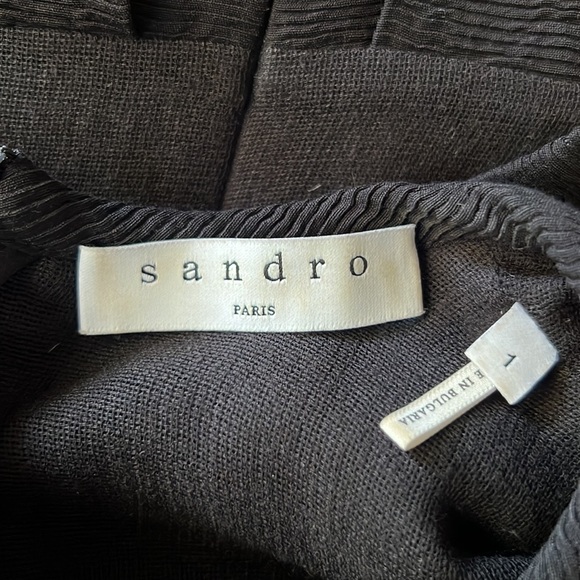 sandro
PARIS
1
E IN BULGARIA